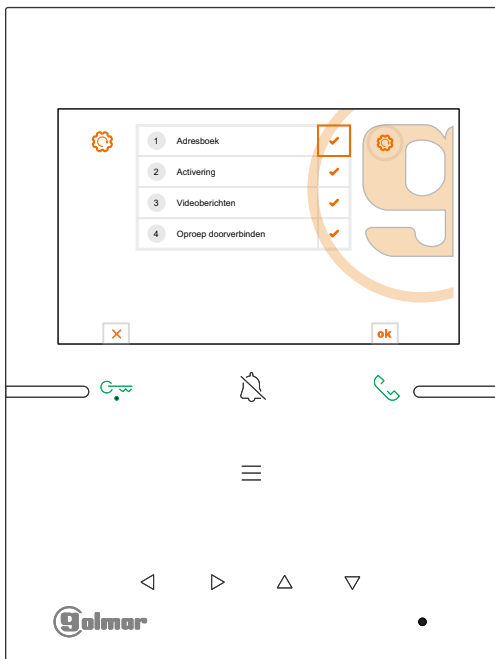 1 Adresboek
2 Activering
3 Videoberichten
4 Oproep doorverbinden
ok
golmar